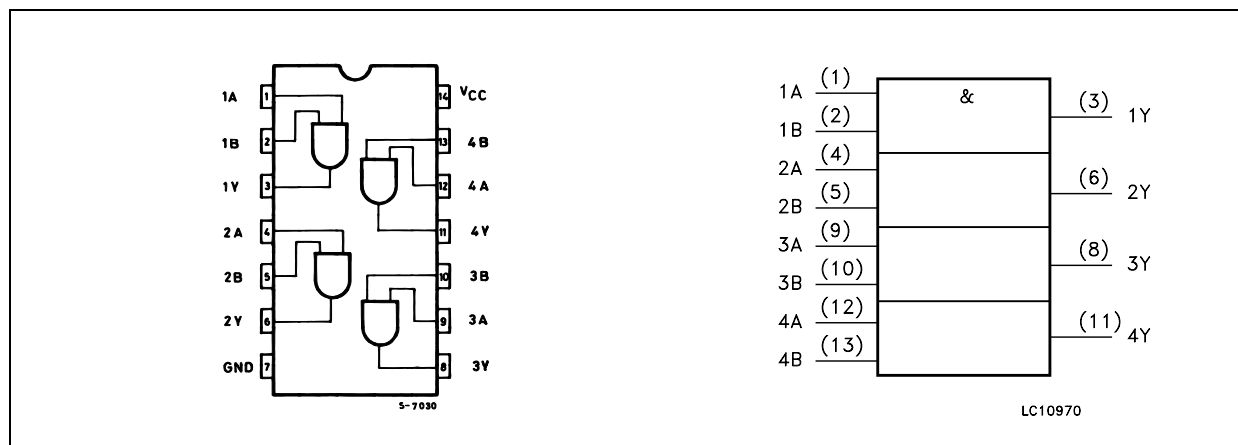 1A 1 14 VCC
1B 2 13 4B
1Y 3 12 4A
2A 4 11 4Y
2B 5 10 3B
2Y 6 9 3A
GND 7 8 3Y
S-7030
&
1A (1)
1B (2)
2A (4)
2B (5)
3A (9)
3B (10)
4A (12)
4B (13)
(3) 1Y
(6) 2Y
(8) 3Y
(11) 4Y
LC10970